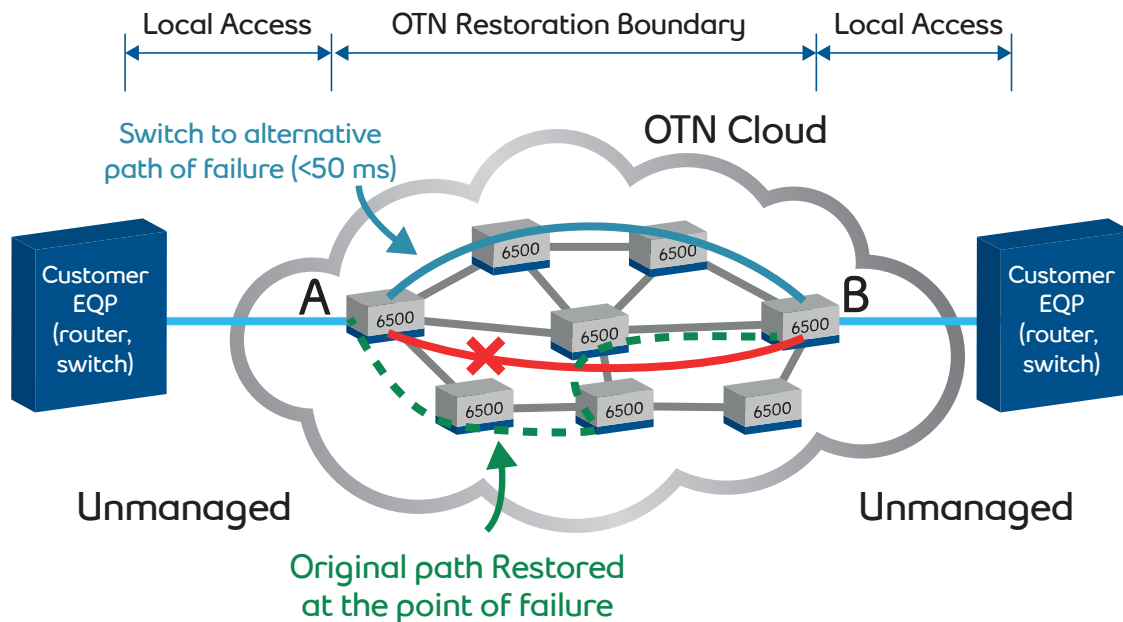 Local Access
OTN Restoration Boundary
Local Access
Switch to alternative
path of failure (<50 ms)
OTN Cloud
Customer
EQP
(router,
switch)
A
B
Customer
EQP
(router,
switch)
6500
6500
6500
6500
6500
6500
6500
6500
Unmanaged
Unmanaged
Original path Restored
at the point of failure